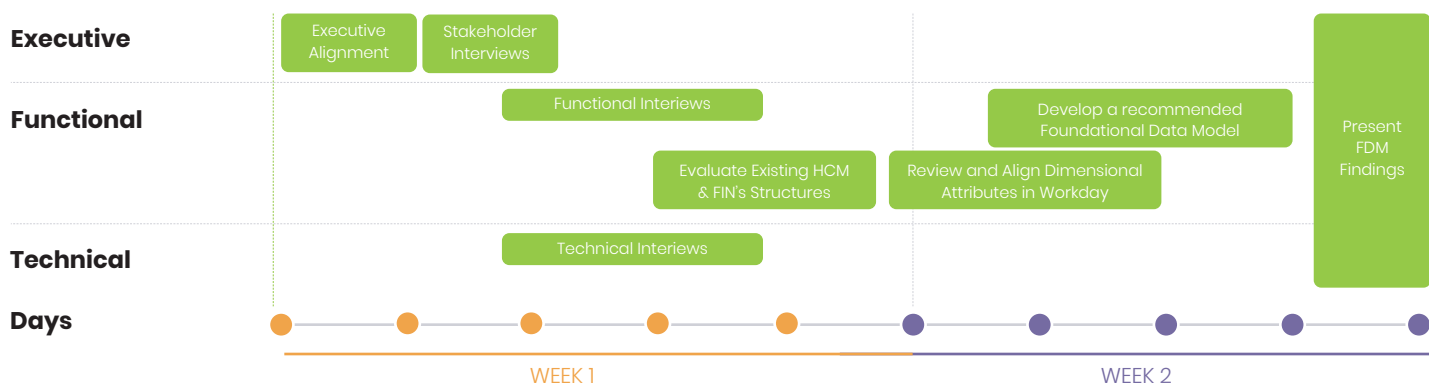 Executive
Executive
Alignment
Stakeholder
Interviews
Functional
Functional Interiews
Develop a recommended
Foundational Data Model
Present
FDM
Findings
Evaluate Existing HCM
& FIN's Structures
Review and Align Dimensional
Attributes in Workday
Technical
Technical Interiews
Days
WEEK 1
WEEK 2